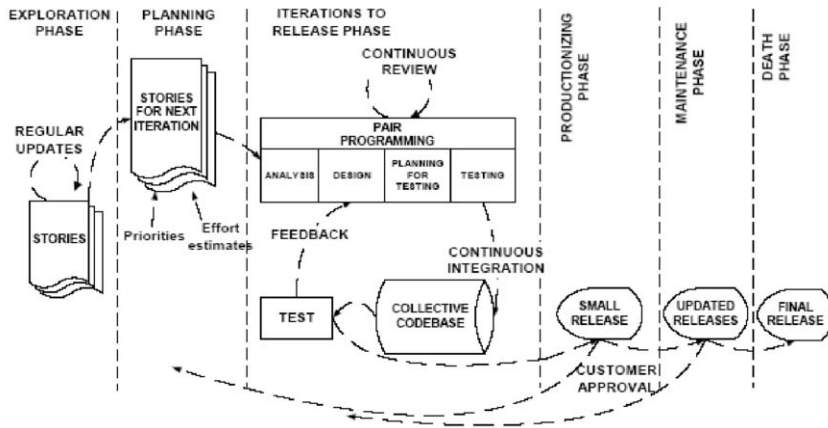 EXPLORATION
PHASE
PLANNING
PHASE
ITERATIONS TO
RELEASE PHASE
PRODUCTIONIZING
PHASE
MAINTENANCE
PHASE
DEATH
PHASE
CONTINUOUS
REVIEW
REGULAR
UPDATES
STORIES
FOR NEXT
ITERATION
PAIR
PROGRAMMING
ANALYSIS
DESIGN
PLANNING
FOR
TESTING
TESTING
STORIES
Priorities
Effort
estimates
FEEDBACK
CONTINUOUS
INTEGRATION
TEST
COLLECTIVE
CODEBASE
SMALL
RELEASE
UPDATED
RELEASES
FINAL
RELEASE
CUSTOMER
APPROVAL